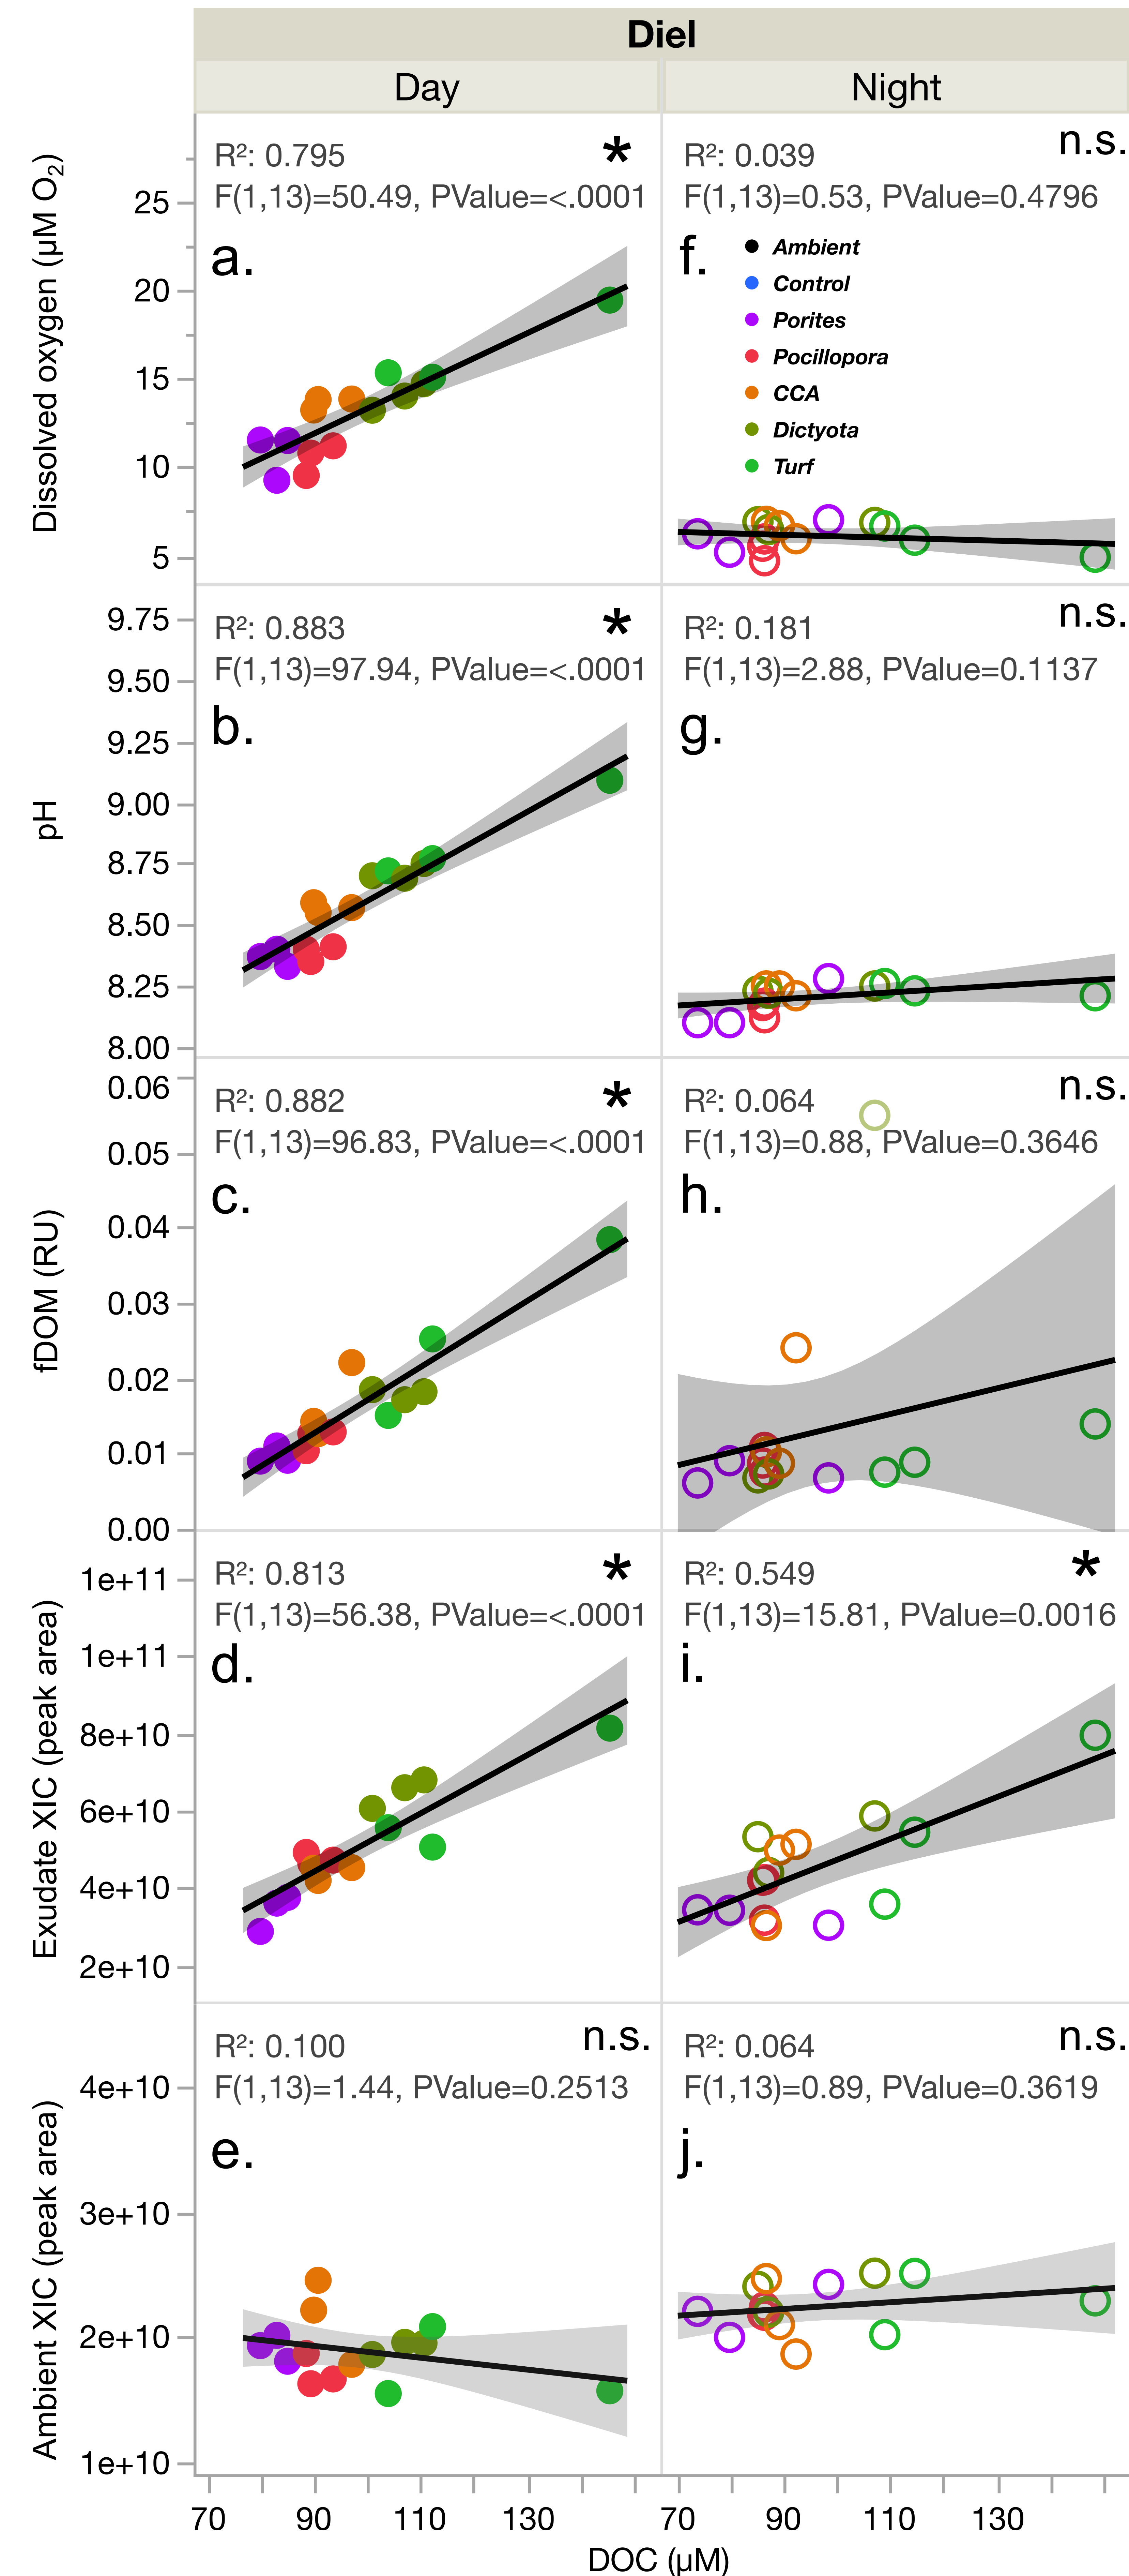 Diel
Day
Night
Dissolved oxygen (µM O₂)
25
20
15
10
5
R²: 0.795
*
F(1,13)=50.49, PValue=<.0001
a.
R²: 0.039
n.s.
F(1,13)=0.53, PValue=0.4796
f.
Ambient
Control
Porites
Pocillopora
CCA
Dictyota
Turf
pH
9.75
9.50
9.25
9.00
8.75
8.50
8.25
8.00
R²: 0.883
*
F(1,13)=97.94, PValue=<.0001
b.
R²: 0.181
n.s.
F(1,13)=2.88, PValue=0.1137
g.
fDOM (RU)
0.06
0.05
0.04
0.03
0.02
0.01
0.00
R²: 0.882
*
F(1,13)=96.83, PValue=<.0001
c.
R²: 0.064
n.s.
F(1,13)=0.88, PValue=0.3646
h.
Exudate XIC (peak area)
1e+11
1e+11
8e+10
6e+10
4e+10
2e+10
R²: 0.813
*
F(1,13)=56.38, PValue=<.0001
d.
R²: 0.549
*
F(1,13)=15.81, PValue=0.0016
i.
Ambient XIC (peak area)
4e+10
3e+10
2e+10
1e+10
R²: 0.100
n.s.
F(1,13)=1.44, PValue=0.2513
e.
R²: 0.064
n.s.
F(1,13)=0.89, PValue=0.3619
j.
70 90 110 130
70 90 110 130
DOC (µM)